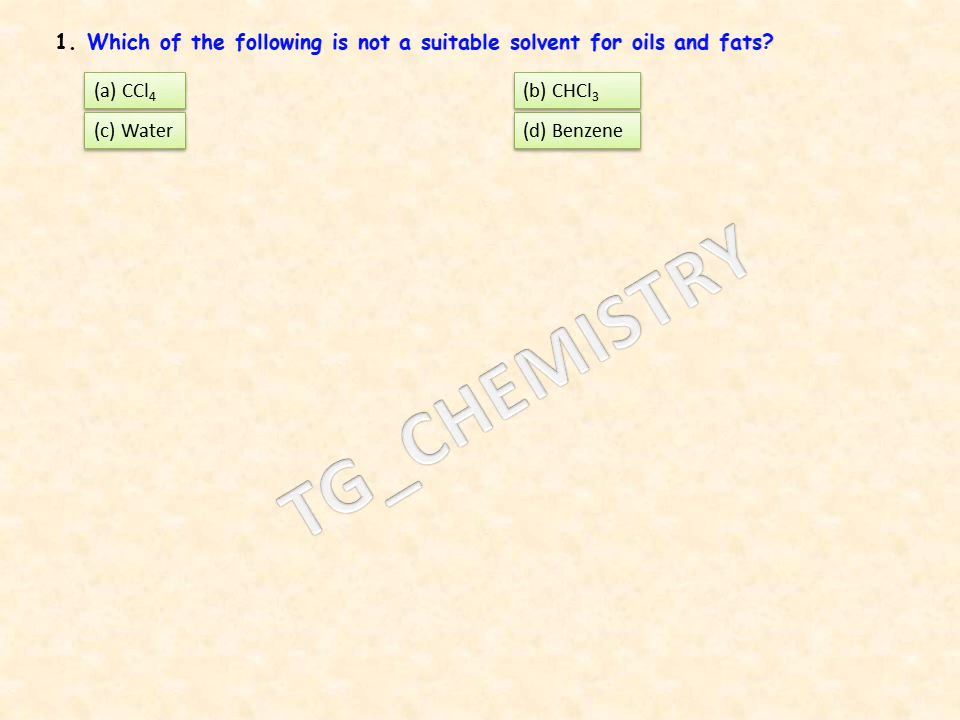 1. Which of the following is not a suitable solvent for oils and fats?
(a) CCl₄ (b) CHCl₃
(c) Water (d) Benzene
TG_CHEMISTRY